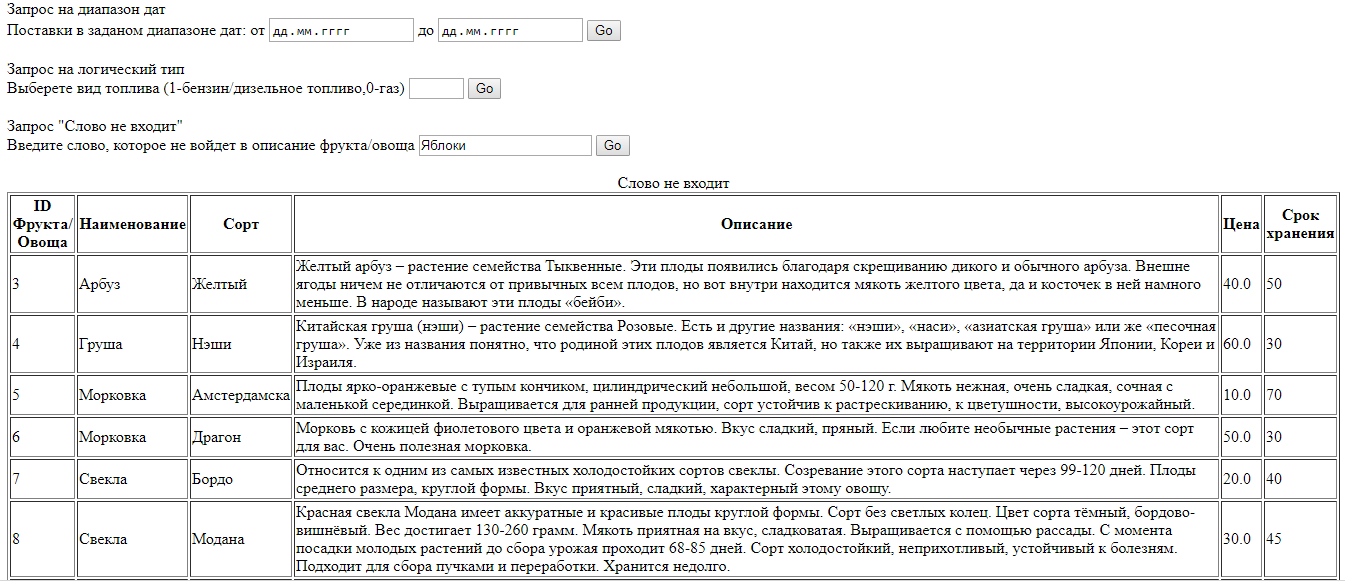 Запрос на диапазон дат
Поставки в заданом диапазоне дат: от дд.мм.гггг до дд.мм.гггг Go
Запрос на логический тип
Выберете вид топлива (1-бензин/дизельное топливо,0-газ) Go
Запрос "Слово не входит"
Введите слово, которое не войдет в описание фрукта/овоща Яблоки Go
Слово не входит
ID
Фрукта/
Овоща
Наименование
Сорт
Описание
Цена
Срок
хранения
3
Арбуз
Желтый
Желтый арбуз – растение семейства Тыквенные. Эти плоды появились благодаря скрещиванию дикого и обычного арбуза. Внешне
ягоды ничем не отличаются от привычных всем плодов, но вот внутри находится мякоть желтого цвета, да и косточек в ней намного
меньше. В народе называют эти плоды «бейби».
40.0
50
4
Груша
Нэши
Китайская груша (нэши) – растение семейства Розовые. Есть и другие названия: «нэши», «наси», «азиатская груша» или же «песочная
груша». Уже из названия понятно, что родиной этих плодов является Китай, но также их выращивают на территории Японии, Кореи и
Израиля.
60.0
30
5
Морковка
Амстердамска
Плоды ярко-оранжевые с тупым кончиком, цилиндрический небольшой, весом 50-120 г. Мякоть нежная, очень сладкая, сочная с
маленькой серединкой. Выращивается для ранней продукции, сорт устойчив к растрескиванию, к цветушности, высокоурожайный.
10.0
70
6
Морковка
Драгон
Морковь с кожицей фиолетового цвета и оранжевой мякотью. Вкус сладкий, пряный. Если любите необычные растения – этот сорт
для вас. Очень полезная морковка.
50.0
30
7
Свекла
Бордо
Относится к одним из самых известных холодостойких сортов свеклы. Созревание этого сорта наступает через 99-120 дней. Плоды
среднего размера, круглой формы. Вкус приятный, сладкий, характерный этому овощу.
20.0
40
8
Свекла
Модана
Красная свекла Модана имеет аккуратные и красивые плоды круглой формы. Сорт без светлых колец. Цвет сорта тёмный, бордово-
вишнёвый. Вес достигает 130-260 грамм. Мякоть приятная на вкус, сладковатая. Выращивается с помощью рассады. С момента
посадки молодых растений до сбора урожая проходит 68-85 дней. Сорт холодостойкий, неприхотливый, устойчивый к болезням.
Подходит для сбора пучками и переработки. Хранится недолго.
30.0
45